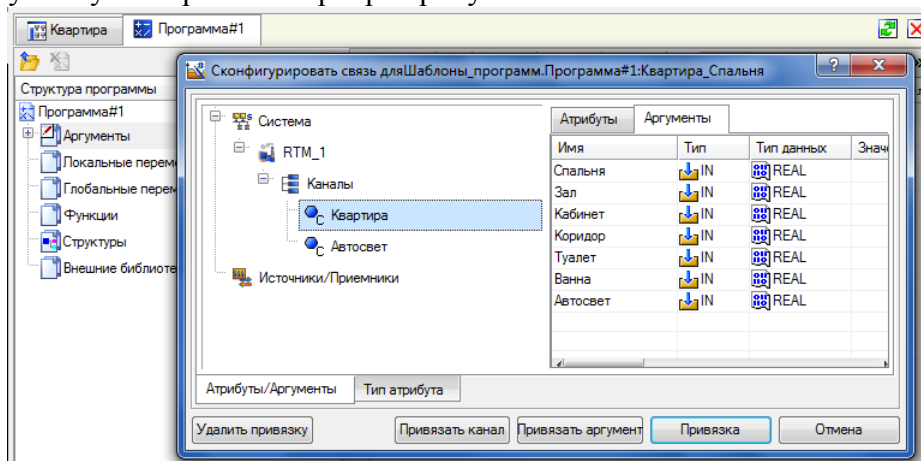 Квартира Программа#1
Структура программы
Программа#1
Аргументы
Локальные
Глобальные
Функции
Структуры
Внешние
Сконфигурировать связь дляШаблоны_программ.Программа#1:Квартира_Спальня
Система
RTM_1
Каналы
Квартира
Автосвет
Источники/Приемники
Атрибуты Аргументы
Имя Тип Тип данных
Спальня IN REAL
Зал IN REAL
Кабинет IN REAL
Коридор IN REAL
Туалет IN REAL
Ванна IN REAL
Автосвет IN REAL
Атрибуты/Аргументы Тип атрибута
Удалить привязку Привязать канал Привязать аргумент Привязка Отмена